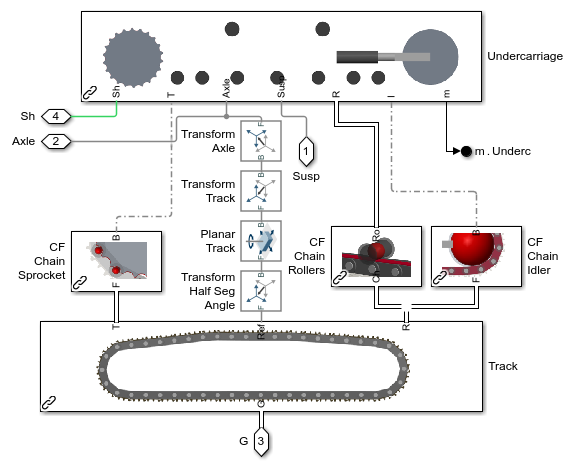 Undercarriage
Sh
T
Axle
Susp
R
I
m
Sh 4
Axle 2
1
Susp
m.Underc
F
Transform
Axle
B
B
Transform
Track
F
F
Planar
Track
B
B
Transform
Half Seg
Angle
F
B
CF
Chain
Sprocket
F
Ro
CF
Chain
Rollers
Ch
B
CF
Chain
Idler
F
T
Ref
R
Track
G
G 3